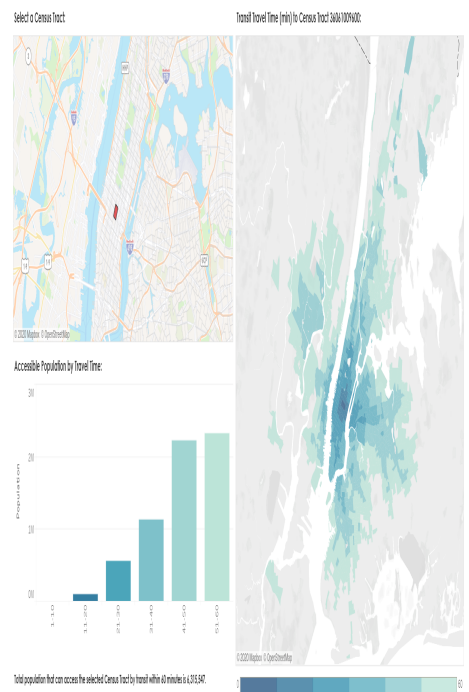 Select a Census Tract:
Transit Travel Time (min) to Census Tract 36061009600:
© 2020 Mapbox © OpenStreetMap
Accessible Population by Travel Time:
3M
2M
1M
0M
Population
1-10
11-20
21-30
31-40
41-50
51-60
© 2020 Mapbox © OpenStreetMap
Total population that can access the selected Census Tract by transit within 60 minutes is 6,315,547.
0
60